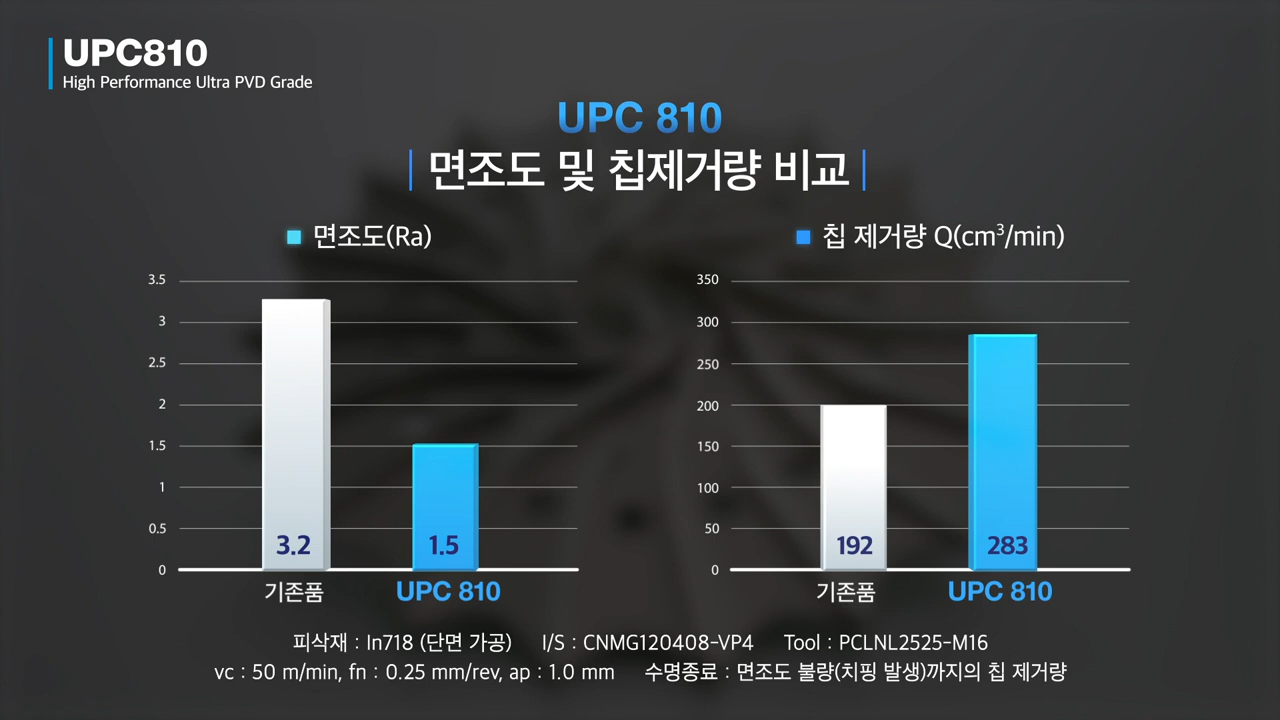 UPC810
High Performance Ultra PVD Grade
UPC 810
면조도 및 칩제거량 비교
면조도(Ra)
3.5
3
2.5
2
1.5
1
0.5
0
3.2
1.5
기존품
UPC 810
칩 제거량 Q(cm³/min)
350
300
250
200
150
100
50
0
192
283
기존품
UPC 810
피삭재 : In718 (단면 가공) I/S : CNMG120408-VP4 Tool : PCLNL2525-M16
vc : 50 m/min, fn : 0.25 mm/rev, ap : 1.0 mm 수명종료 : 면조도 불량(치핑 발생)까지의 칩 제거량